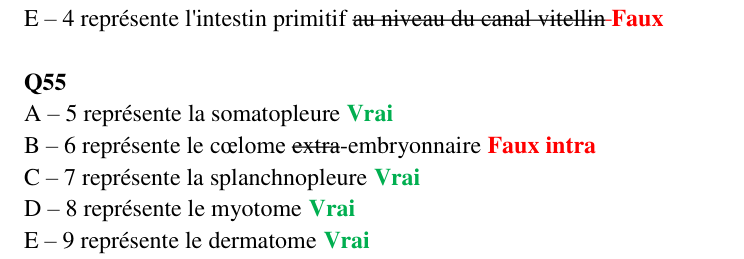 E – 4 représente l'intestin primitif au niveau du canal vitellin Faux
Q55
A – 5 représente la somatopleure Vrai
B – 6 représente le cœlome extra-embryonnaire Faux intra
C – 7 représente la splanchnopleure Vrai
D – 8 représente le myotome Vrai
E – 9 représente le dermatome Vrai